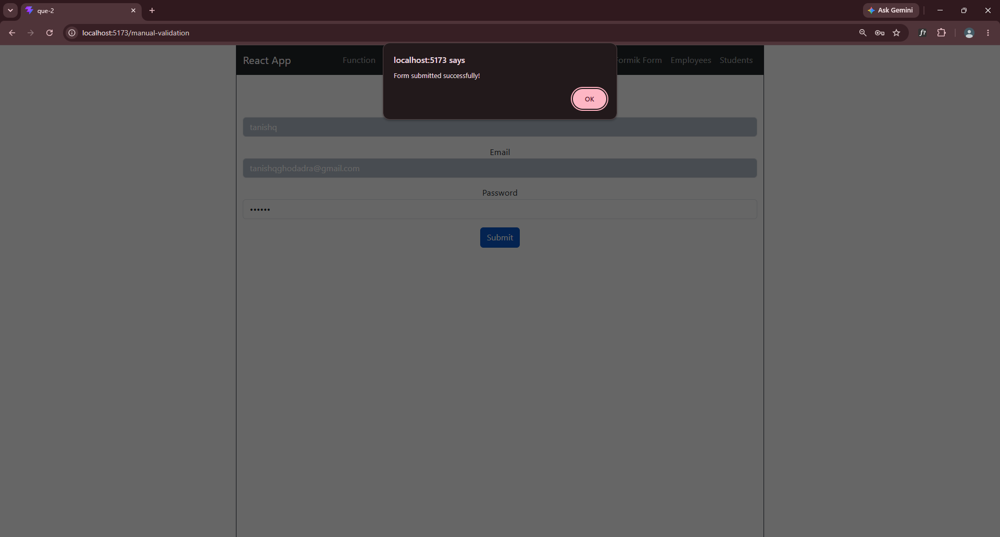 que-2
Ask Gemini
localhost:5173/manual-validation
React App
Function
Formik Form
Employees
Students
localhost:5173 says
Form submitted successfully!
OK
tanishq
Email
tanishqghodadra@gmail.com
Password
••••••
Submit